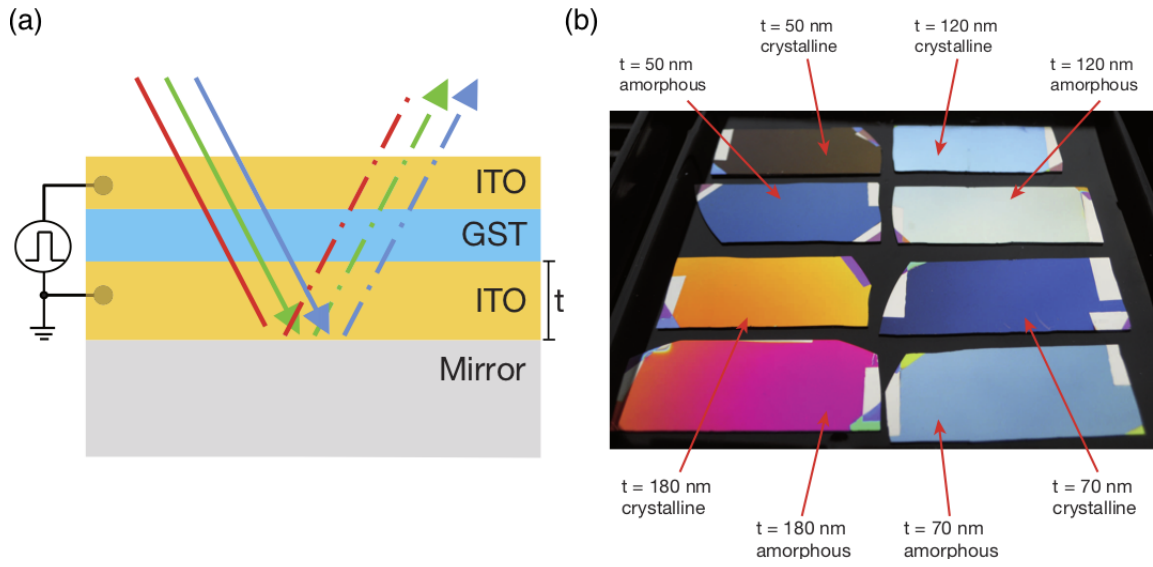 (a)
ITO
GST
ITO
t
Mirror
(b)
t = 50 nm
crystalline
t = 120 nm
crystalline
t = 50 nm
amorphous
t = 120 nm
amorphous
t = 180 nm
crystalline
t = 70 nm
crystalline
t = 180 nm
amorphous
t = 70 nm
amorphous